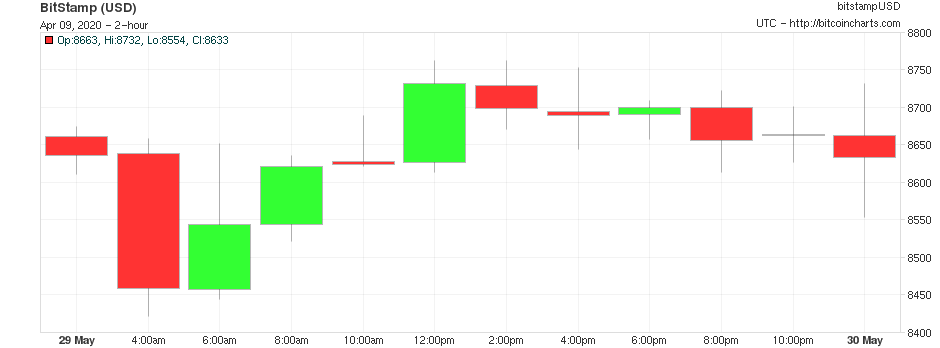 BitStamp (USD)
bitstampUSD
Apr 09, 2020 - 2-hour
UTC - http://bitcoincharts.com
Op:8663, Hi:8732, Lo:8554, Cl:8633
8800
8750
8700
8650
8600
8550
8500
8450
8400
29 May 4:00am 6:00am 8:00am 10:00am 12:00pm 2:00pm 4:00pm 6:00pm 8:00pm 10:00pm 30 May